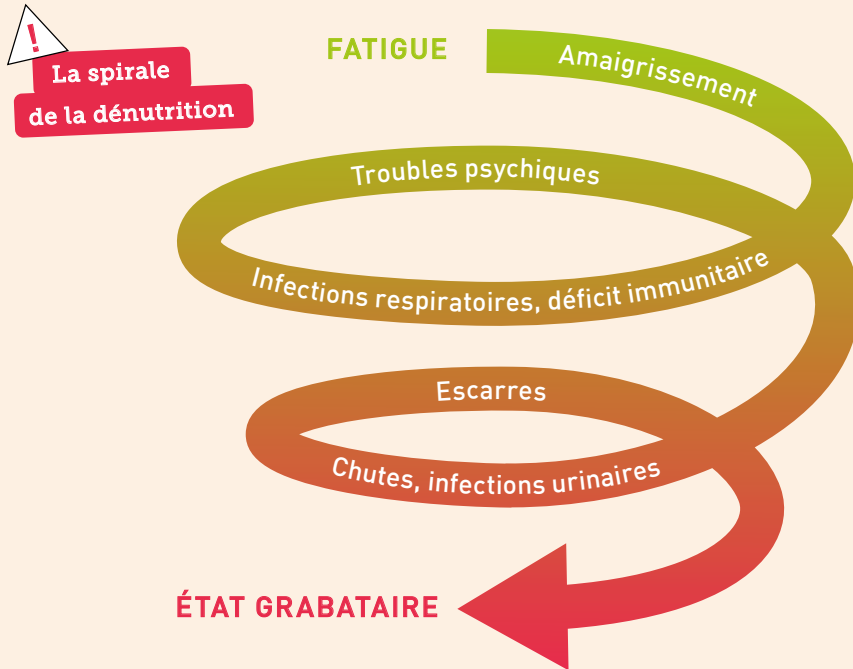 !
La spirale
de la dénutrition
FATIGUE
Amaigrissement
Troubles psychiques
Infections respiratoires, déficit immunitaire
Escarres
Chutes, infections urinaires
ÉTAT GRABATAIRE